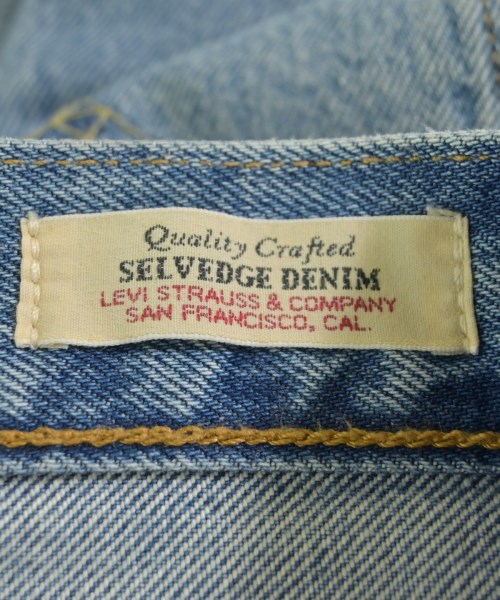 Quality Crafted
SELVEDGE DENIM
LEVI STRAUSS & COMPANY
SAN FRANCISCO, CAL.